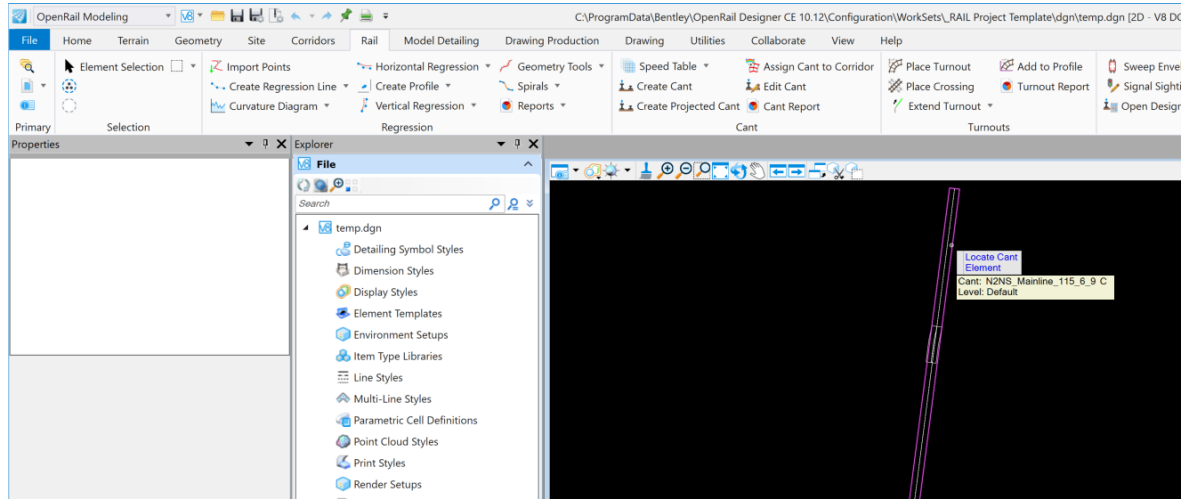 OpenRail Modeling C:\ProgramData\Bentley\OpenRail Designer CE 10.12\Configuration\WorkSets\_RAIL Project Template\dgn\temp.dgn [2D - V8 DG
File Home Terrain Geometry Site Corridors Rail Model Detailing Drawing Production Drawing Utilities Collaborate View Help
Element Selection Import Points Horizontal Regression Geometry Tools Speed Table Assign Cant to Corridor Place Turnout Add to Profile Sweep Enve
Create Regression Line Create Profile Spirals Create Cant Edit Cant Place Crossing Turnout Report Signal Sighti
Curvature Diagram Vertical Regression Reports Create Projected Cant Cant Report Extend Turnout Open Design
Primary Selection Regression Cant Turnouts
Properties Explorer
File
Search
temp.dgn
Detailing Symbol Styles
Dimension Styles
Display Styles
Element Templates
Environment Setups
Item Type Libraries
Line Styles
Multi-Line Styles
Parametric Cell Definitions
Point Cloud Styles
Print Styles
Render Setups
Locate Cant
Element
Cant: N2NS_Mainline_115_6_9 C
Level: Default